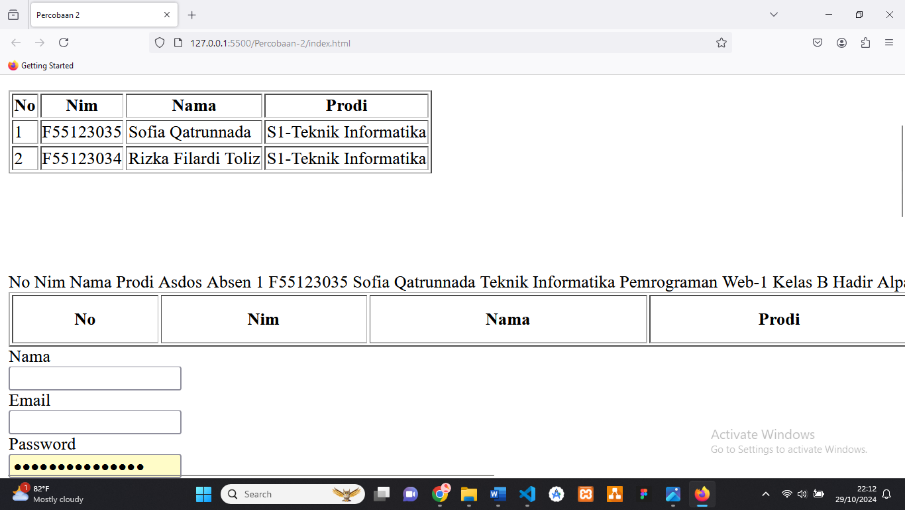 Percobaan 2
127.0.0.1:5500/Percobaan-2/index.html
Getting Started
No Nim Nama Prodi
1 F55123035 Sofia Qatrunnada S1-Teknik Informatika
2 F55123034 Rizka Filardi Toliz S1-Teknik Informatika
No Nim Nama Prodi Asdos Absen 1 F55123035 Sofia Qatrunnada Teknik Informatika Pemrograman Web-1 Kelas B Hadir Alpa
No Nim Nama Prodi
Nama
Email
Password
Activate Windows
Go to Settings to activate Windows.
1
82°F
Mostly cloudy
Search
22:12
29/10/2024